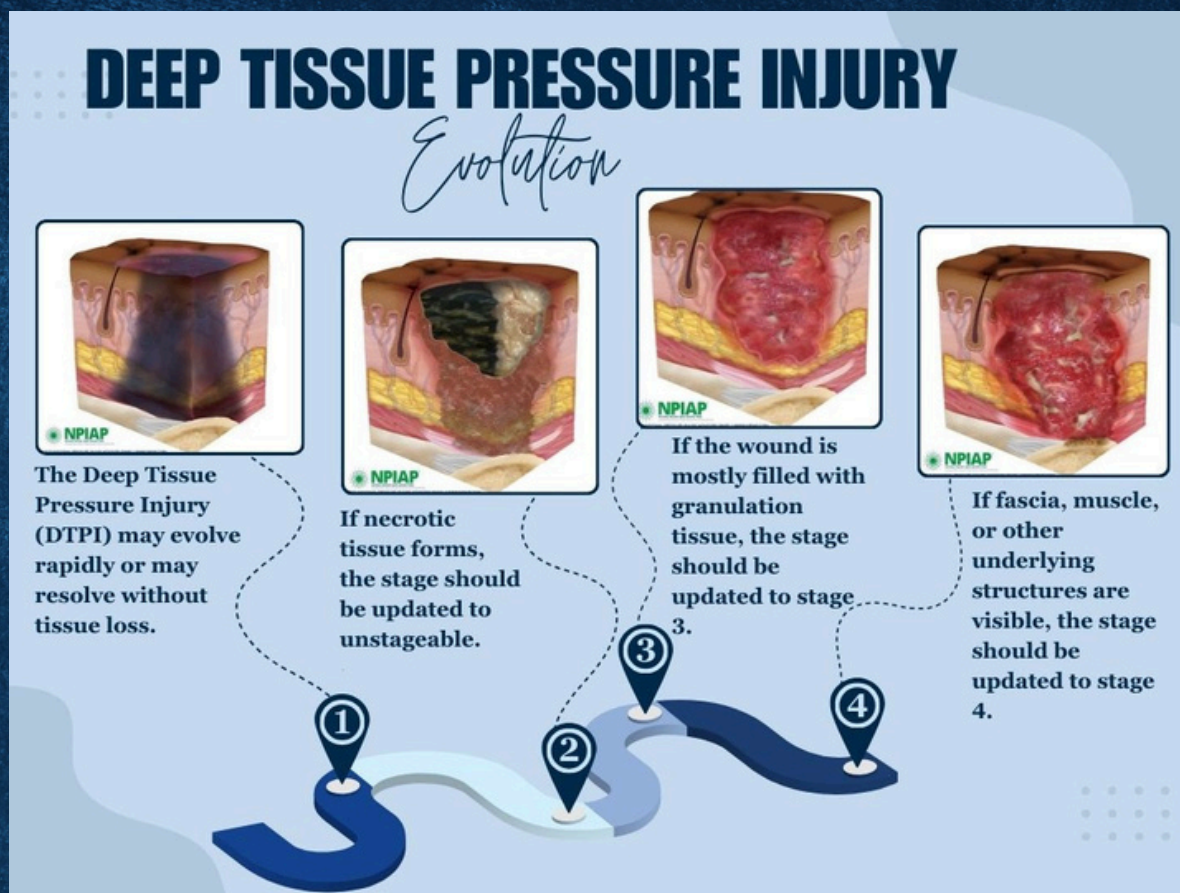 DEEP TISSUE PRESSURE INJURY
Evolution
NPIAP
The Deep Tissue
Pressure Injury
(DTPI) may evolve
rapidly or may
resolve without
tissue loss.
NPIAP
If necrotic
tissue forms,
the stage should
be updated to
unstageable.
NPIAP
If the wound is
mostly filled with
granulation
tissue, the stage
should be
updated to stage
3.
NPIAP
If fascia, muscle,
or other
underlying
structures are
visible, the stage
should be
updated to stage
4.
1
2
3
4